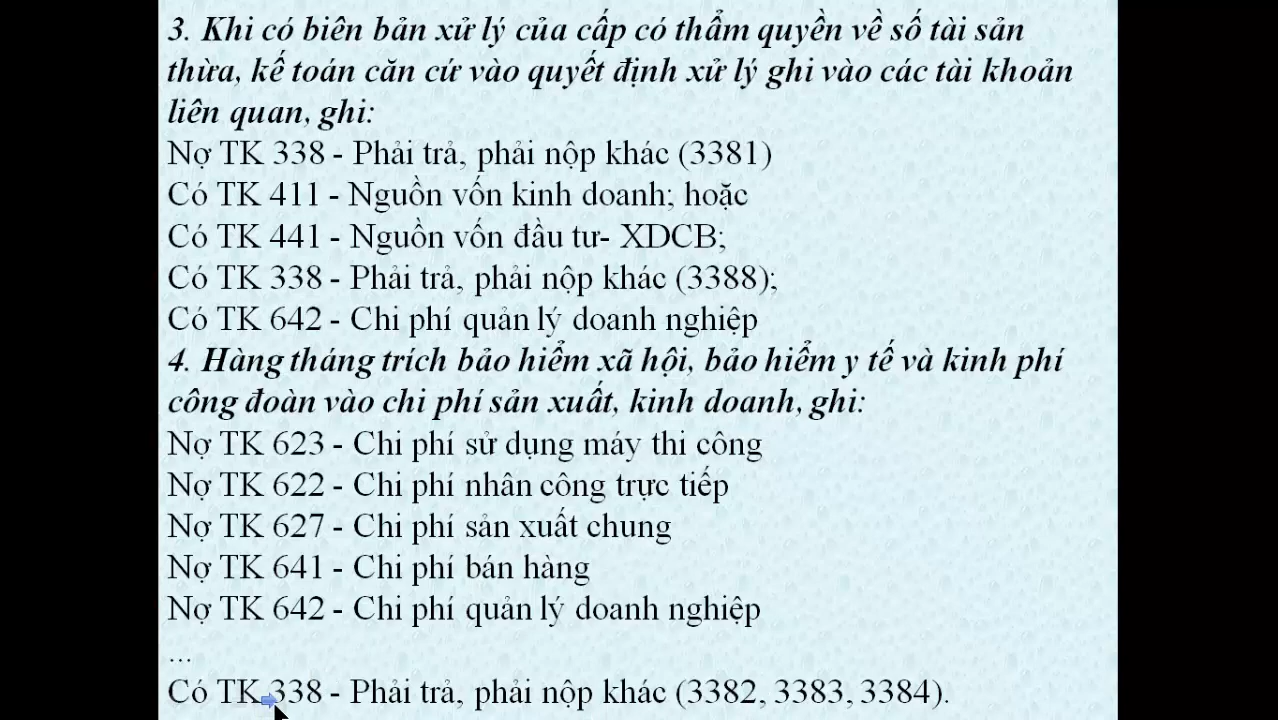 3. Khi có biên bản xử lý của cấp có thẩm quyền về số tài sản
thừa, kế toán căn cứ vào quyết định xử lý ghi vào các tài khoản
liên quan, ghi:
Nợ TK 338 - Phải trả, phải nộp khác (3381)
Có TK 411 - Nguồn vốn kinh doanh; hoặc
Có TK 441 - Nguồn vốn đầu tư- XDCB;
Có TK 338 - Phải trả, phải nộp khác (3388);
Có TK 642 - Chi phí quản lý doanh nghiệp
4. Hàng tháng trích bảo hiểm xã hội, bảo hiểm y tế và kinh phí
công đoàn vào chi phí sản xuất, kinh doanh, ghi:
Nợ TK 623 - Chi phí sử dụng máy thi công
Nợ TK 622 - Chi phí nhân công trực tiếp
Nợ TK 627 - Chi phí sản xuất chung
Nợ TK 641 - Chi phí bán hàng
Nợ TK 642 - Chi phí quản lý doanh nghiệp
...
Có TK 338 - Phải trả, phải nộp khác (3382, 3383, 3384).